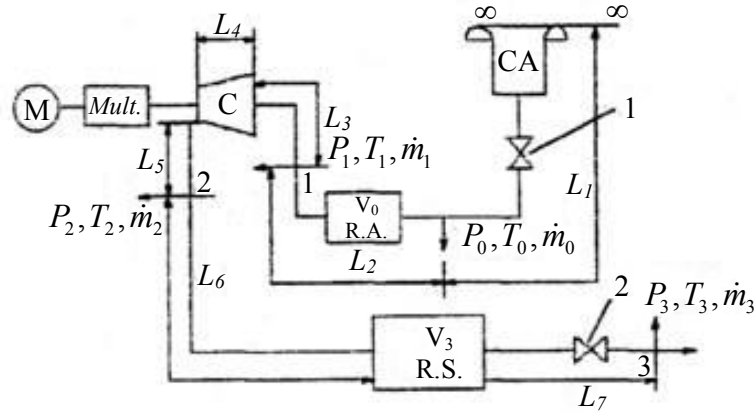 ∞ ∞
L4
CA
M Mult. C
L3
1
P1, T1, ṁ1
L5
2
1
L1
V0
R.A.
P2, T2, ṁ2
P0, T0, ṁ0
L2
L6
2
P3, T3, ṁ3
V3
R.S.
3
L7